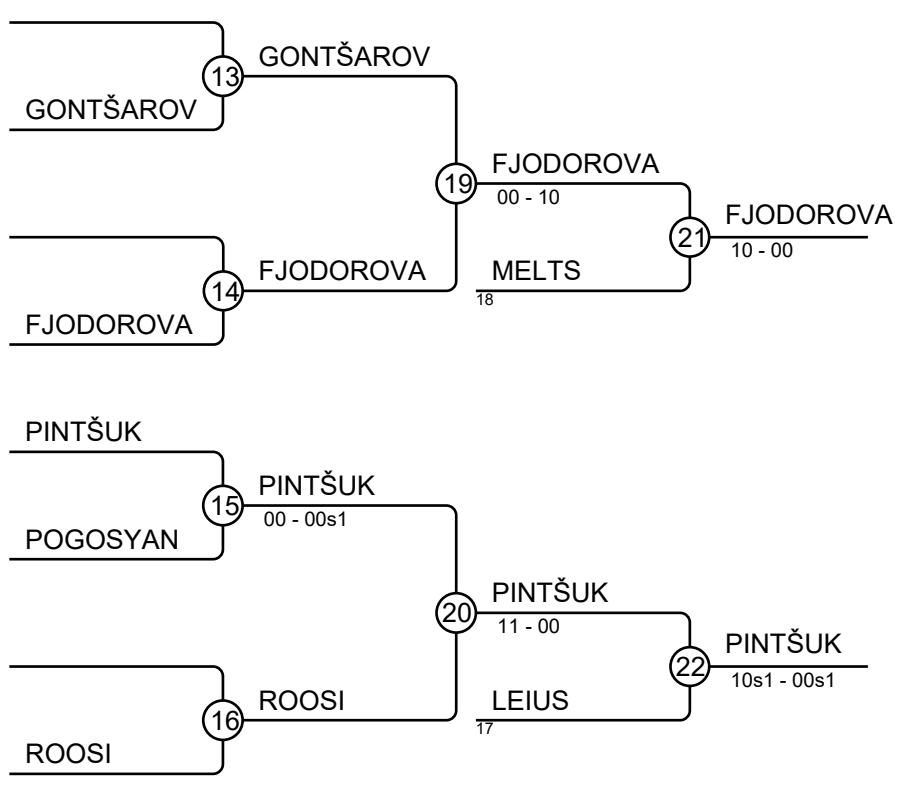 GONTŠAROV
13
GONTŠAROV
FJODOROVA
19
00 - 10
FJODOROVA
21
10 - 00
FJODOROVA
14
MELTS
18
FJODOROVA
PINTŠUK
PINTŠUK
15
00 - 00s1
POGOSYAN
PINTŠUK
20
11 - 00
PINTŠUK
22
10s1 - 00s1
ROOSI
16
LEIUS
17
ROOSI